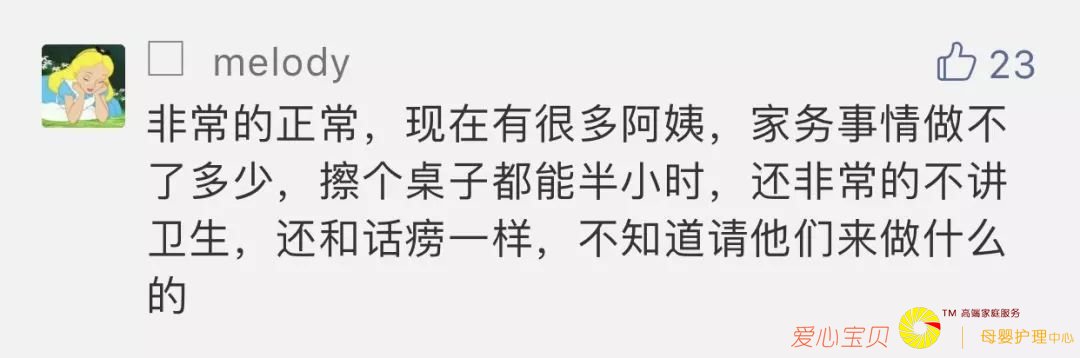 melody
23
非常的正常，现在有很多阿姨，家务事情做不
了多少，擦个桌子都能半小时，还非常的不讲
卫生，还和话痨一样，不知道请他们来做什么
的
爱心宝贝
TM 高端家庭服务
母婴护理中心